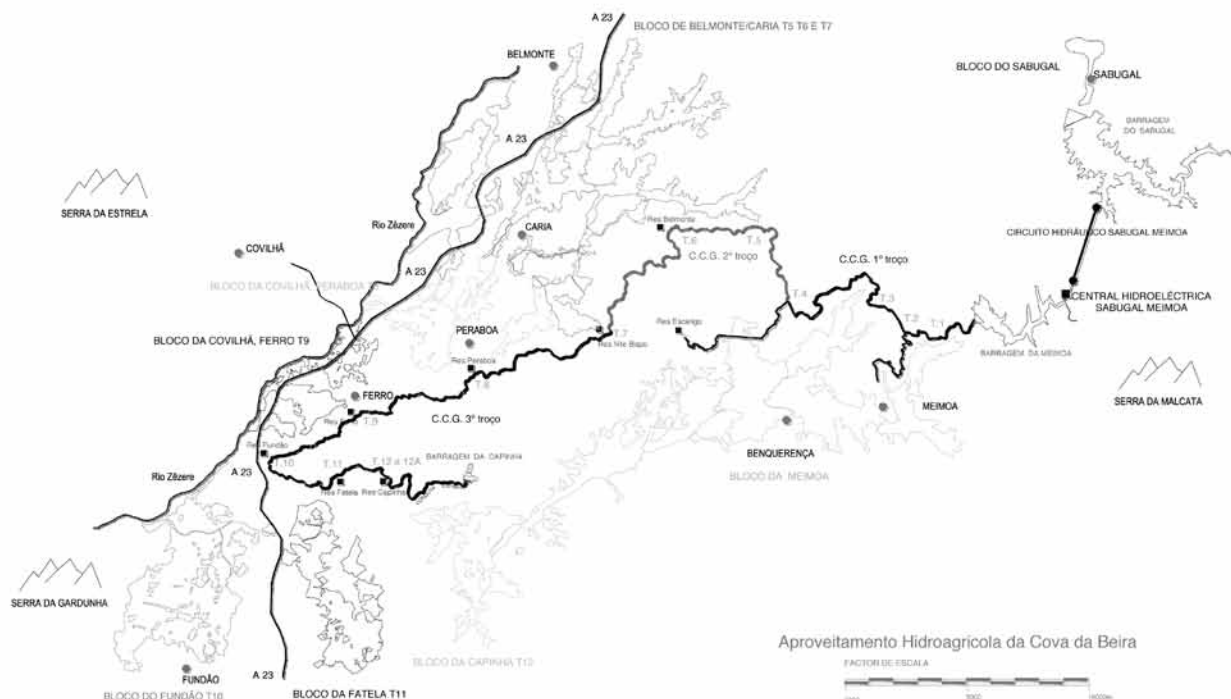 A 23
BLOCO DE BELMONTE/CARIA T5 T6 E T7
BELMONTE
BLOCO DO SABUGAL
SABUGAL
BARRAGEM
DO SABUGAL
A 23
SERRA DA ESTRELA
Rio Zêzere
Res Belmonte
CARIA
T.6
T.5
CIRCUITO HIDRÁULICO SABUGAL MEIMOA
COVILHÃ
C.C.G. 2º troço
C.C.G. 1º troço
A 23
BLOCO DA COVILHÃ, PERABOA
T.4
T.3
CENTRAL HIDROELÉCTRICA
SABUGAL MEIMOA
T.2
T.1
T.7
PERABOA
BLOCO DA COVILHÃ, FERRO T9
Res Escarigo
BARRAGEM DA MEIMOA
Res Peraboa
T.8
SERRA DA MALCATA
FERRO
MEIMOA
T.9
C.C.G. 3º troço
BENQUERENÇA
Res Fundão
T.10
T.11
T.12 a 12A
BARRAGEM DA CAPINHA
BLOCO DA MEIMOA
Rio Zêzere
A 23
Res Fatela
Res Capinha
SERRA DA GARDUNHA
Aproveitamento Hidroagrícola da Cova da Beira
BLOCO DA CAPINHA T12
FACTOR DE ESCALA
FUNDÃO
A 23
BLOCO DO FUNDÃO T10
BLOCO DA FATELA T11